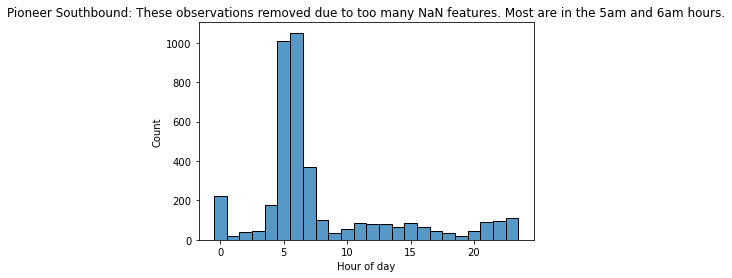 Pioneer Southbound: These observations removed due to too many NaN features. Most are in the 5am and 6am hours.
1000
800
600
400
200
0
Count
0 5 10 15 20
Hour of day